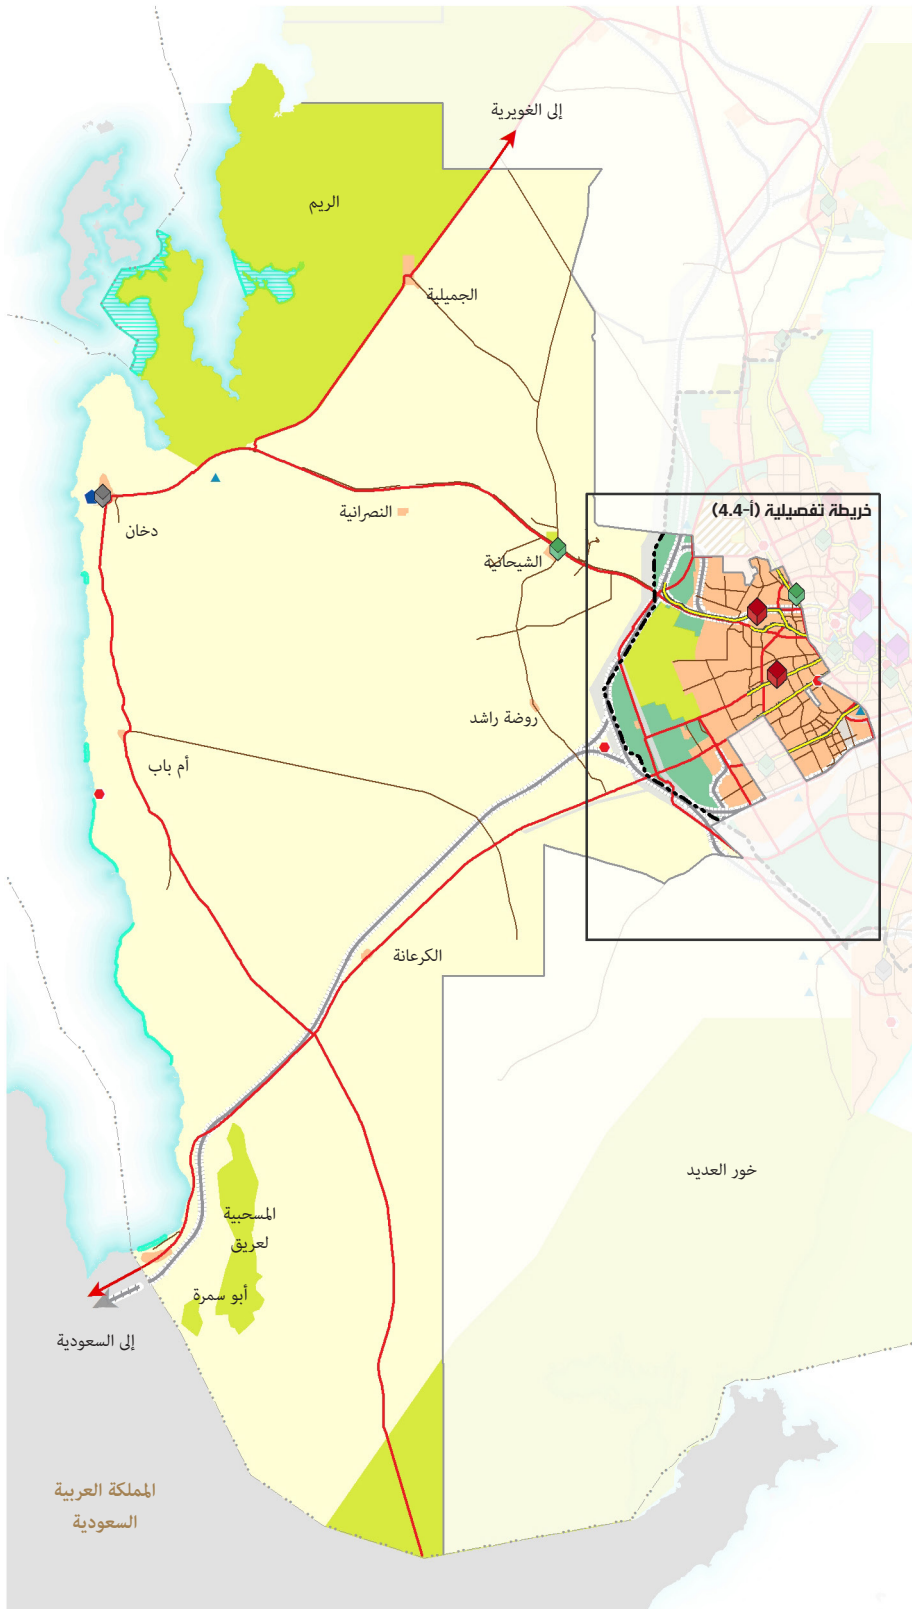 إلى الغويرية
الريم
الجميلية
خريطة تفصيلية (أ-4.4)
النصرانية
دخان
الشيحانية
روضة راشد
أم باب
الكرعانة
خور العديد
المسحبية
لعريق
أبو سمرة
إلى السعودية
المملكة العربية
السعودية